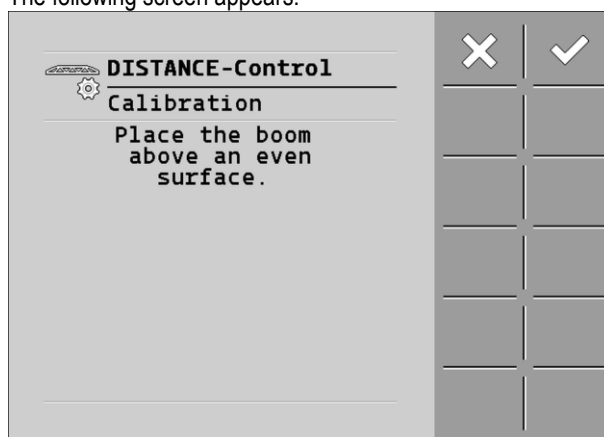 The following screen appears:
DISTANCE-Control
Calibration
Place the boom
above an even
surface.